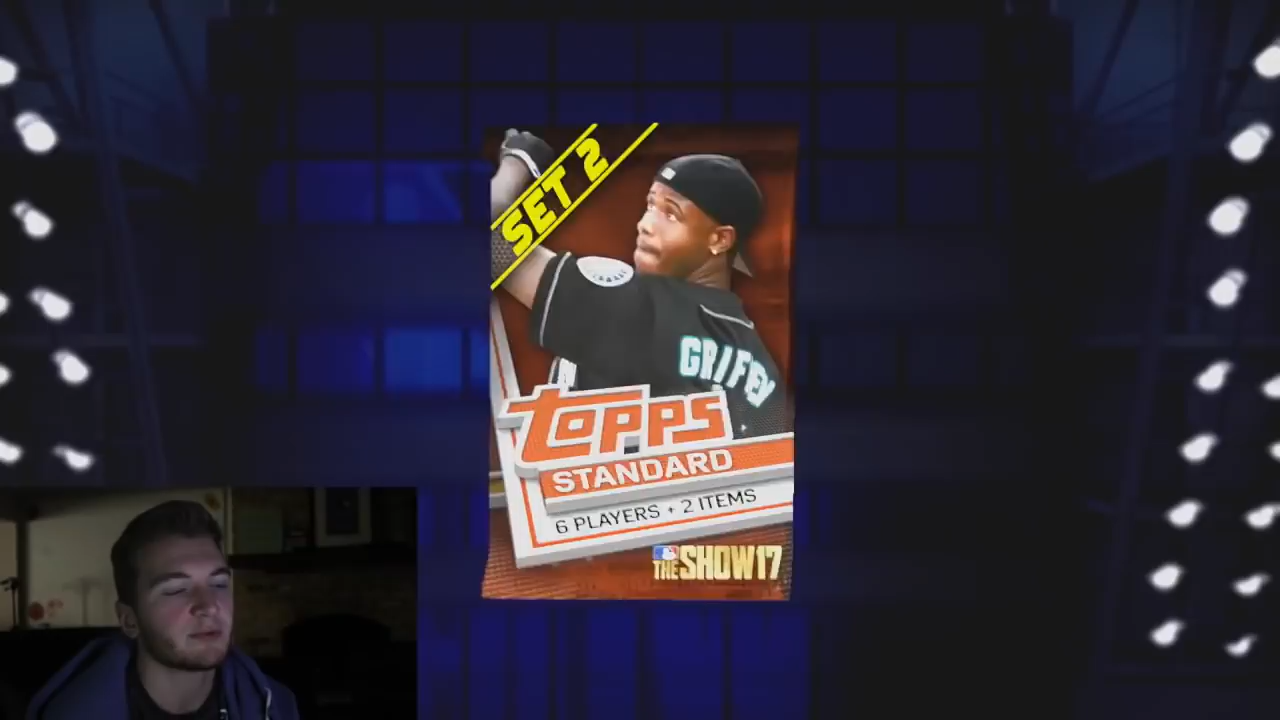 SET 2
GRIFFEY
topps
STANDARD
6 PLAYERS + 2 ITEMS
THE SHOW17